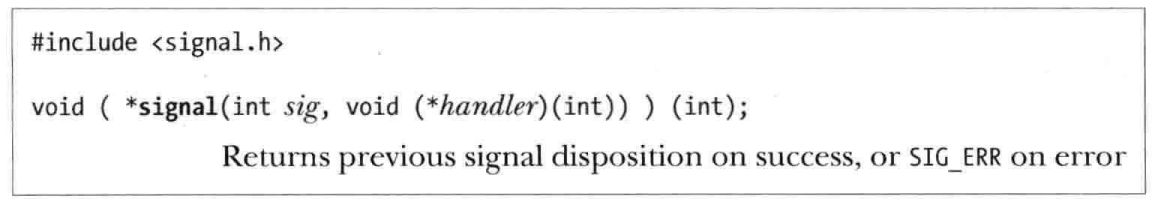 #include <signal.h>
void ( *signal(int sig, void (*handler)(int)) ) (int);
Returns previous signal disposition on success, or SIG_ERR on error